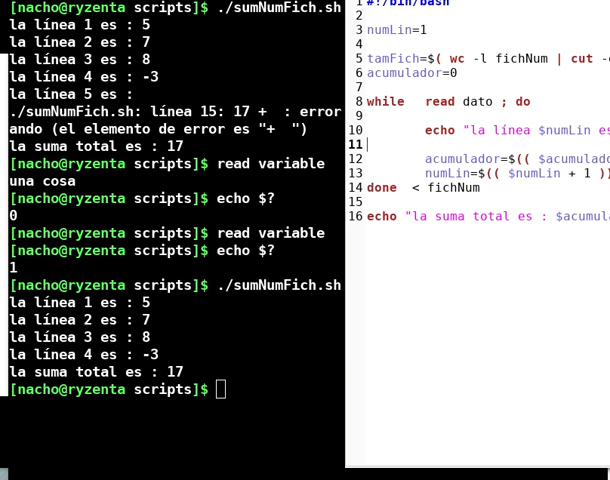 [nacho@ryzenta scripts]$ ./sumNumFich.sh
la línea 1 es : 5
la línea 2 es : 7
la línea 3 es : 8
la línea 4 es : -3
la línea 5 es :
./sumNumFich.sh: línea 15: 17 +  : error
ando (el elemento de error es "+  ")
la suma total es : 17
[nacho@ryzenta scripts]$ read variable
una cosa
[nacho@ryzenta scripts]$ echo $?
0
[nacho@ryzenta scripts]$ read variable
[nacho@ryzenta scripts]$ echo $?
1
[nacho@ryzenta scripts]$ ./sumNumFich.sh
la línea 1 es : 5
la línea 2 es : 7
la línea 3 es : 8
la línea 4 es : -3
la suma total es : 17
[nacho@ryzenta scripts]$
1 #!/bin/bash
2
3 numLin=1
4
5 tamFich=$( wc -l fichNum | cut -
6 acumulador=0
7
8 while   read dato ; do
9
10 echo "la línea $numLin es
11
12 acumulador=$(( $acumulado
13 numLin=$(( $numLin + 1 ))
14 done  < fichNum
15
16 echo "la suma total es : $acumul